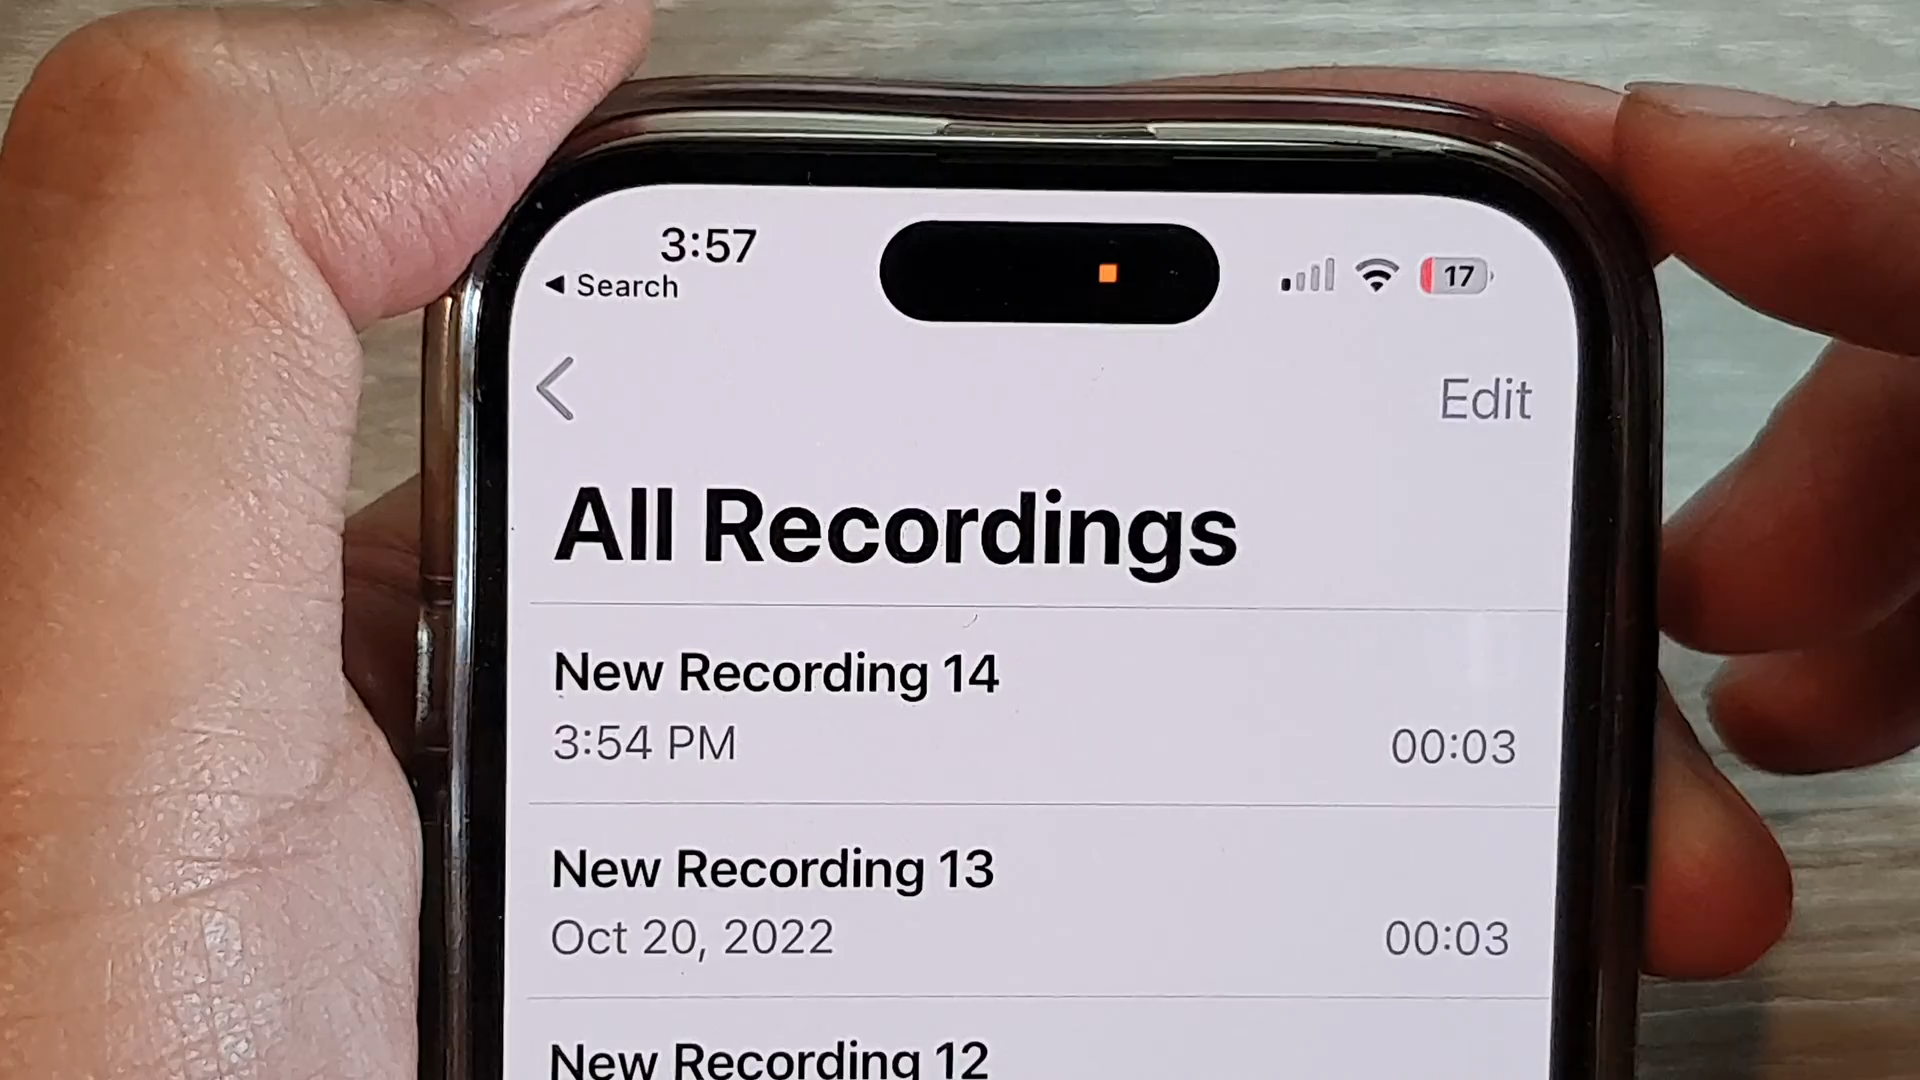 3:57
◀ Search
17
Edit
All Recordings
New Recording 14
3:54 PM
00:03
New Recording 13
Oct 20, 2022
00:03
New Recording 12